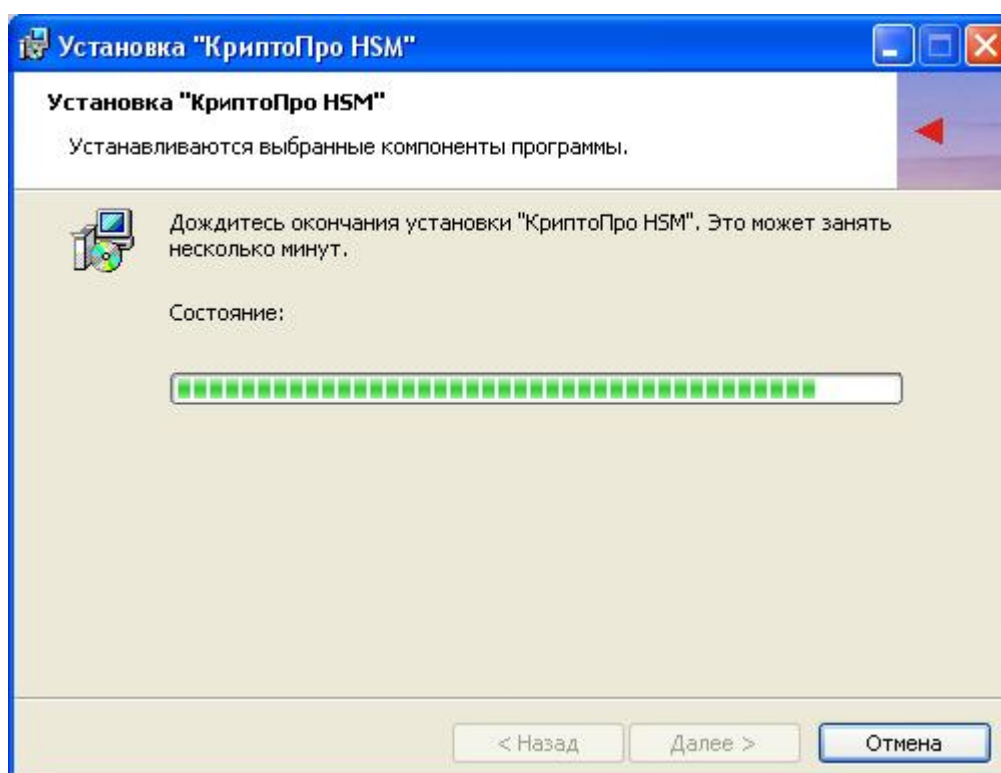 Установка "КриптоПро HSM"
Установка "КриптоПро HSM"
Устанавливаются выбранные компоненты программы.
Дождитесь окончания установки "КриптоПро HSM". Это может занять
несколько минут.
Состояние:
< Назад
Далее >
Отмена